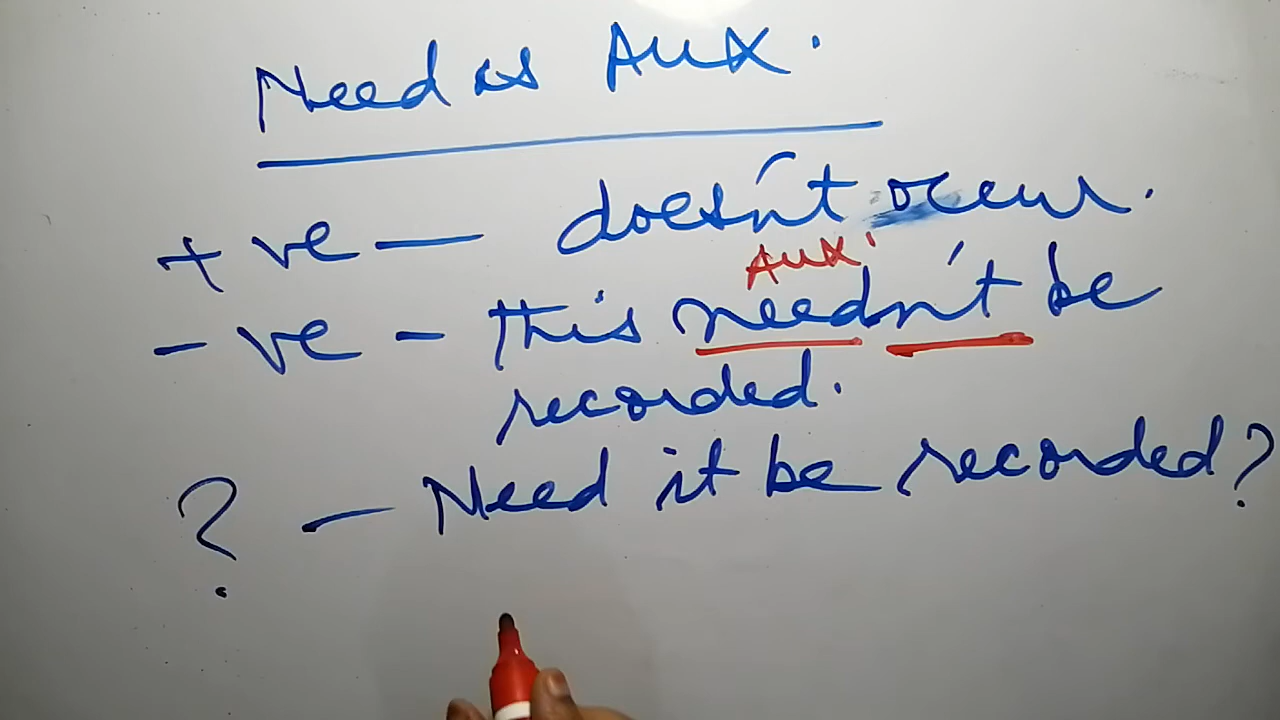 Need as Aux.
+ve — doesn't occur.
Aux.
-ve - this needn't be
recorded.
? - Need it be recorded?